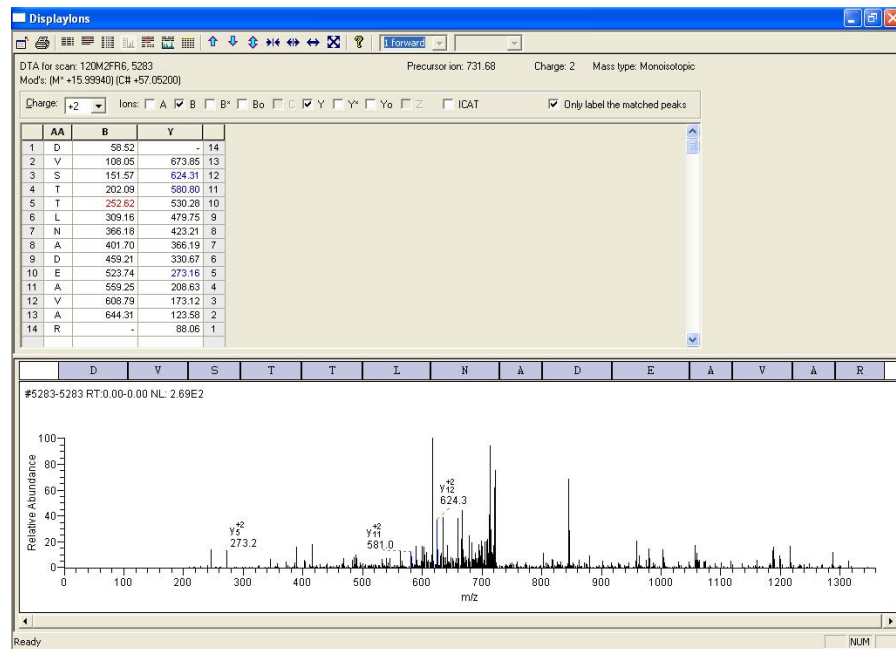 DisplayIons
1 forward
DTA for scan: 120M2FR6, 5283 Precursor ion: 731.68 Charge: 2 Mass type: Monoisotopic
Mod's: (M* +15.99940) (C# +57.05200)
Charge: +2 Ions: A B B* Bo C Y Y* Yo Z ICAT Only label the matched peaks
AA B Y
1 D 58.52 - 14
2 V 108.05 673.85 13
3 S 151.57 624.31 12
4 T 202.09 580.80 11
5 T 252.62 530.28 10
6 L 309.16 479.75 9
7 N 366.18 423.21 8
8 A 401.70 366.19 7
9 D 459.21 330.67 6
10 E 523.74 273.16 5
11 A 559.25 208.63 4
12 V 608.79 173.12 3
13 A 644.31 123.58 2
14 R - 88.06 1
D V S T T L N A D E A V A R
#5283-5283 RT:0.00-0.00 NL: 2.69E2
100
80
60
40
20
0
Relative Abundance
y5+2
273.2
y11+2
581.0
y12+2
624.3
0 100 200 300 400 500 600 700 800 900 1000 1100 1200 1300
m/z
Ready NUM